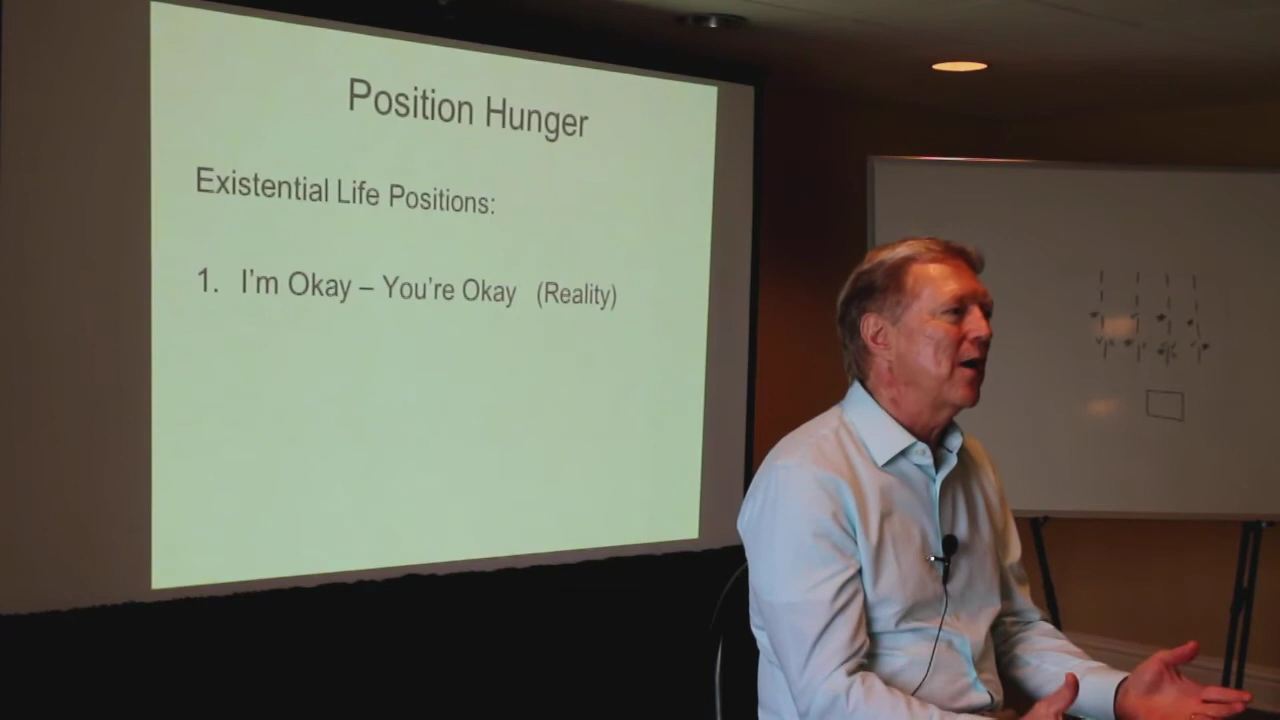 Position Hunger
Existential Life Positions:
1. I'm Okay – You're Okay (Reality)